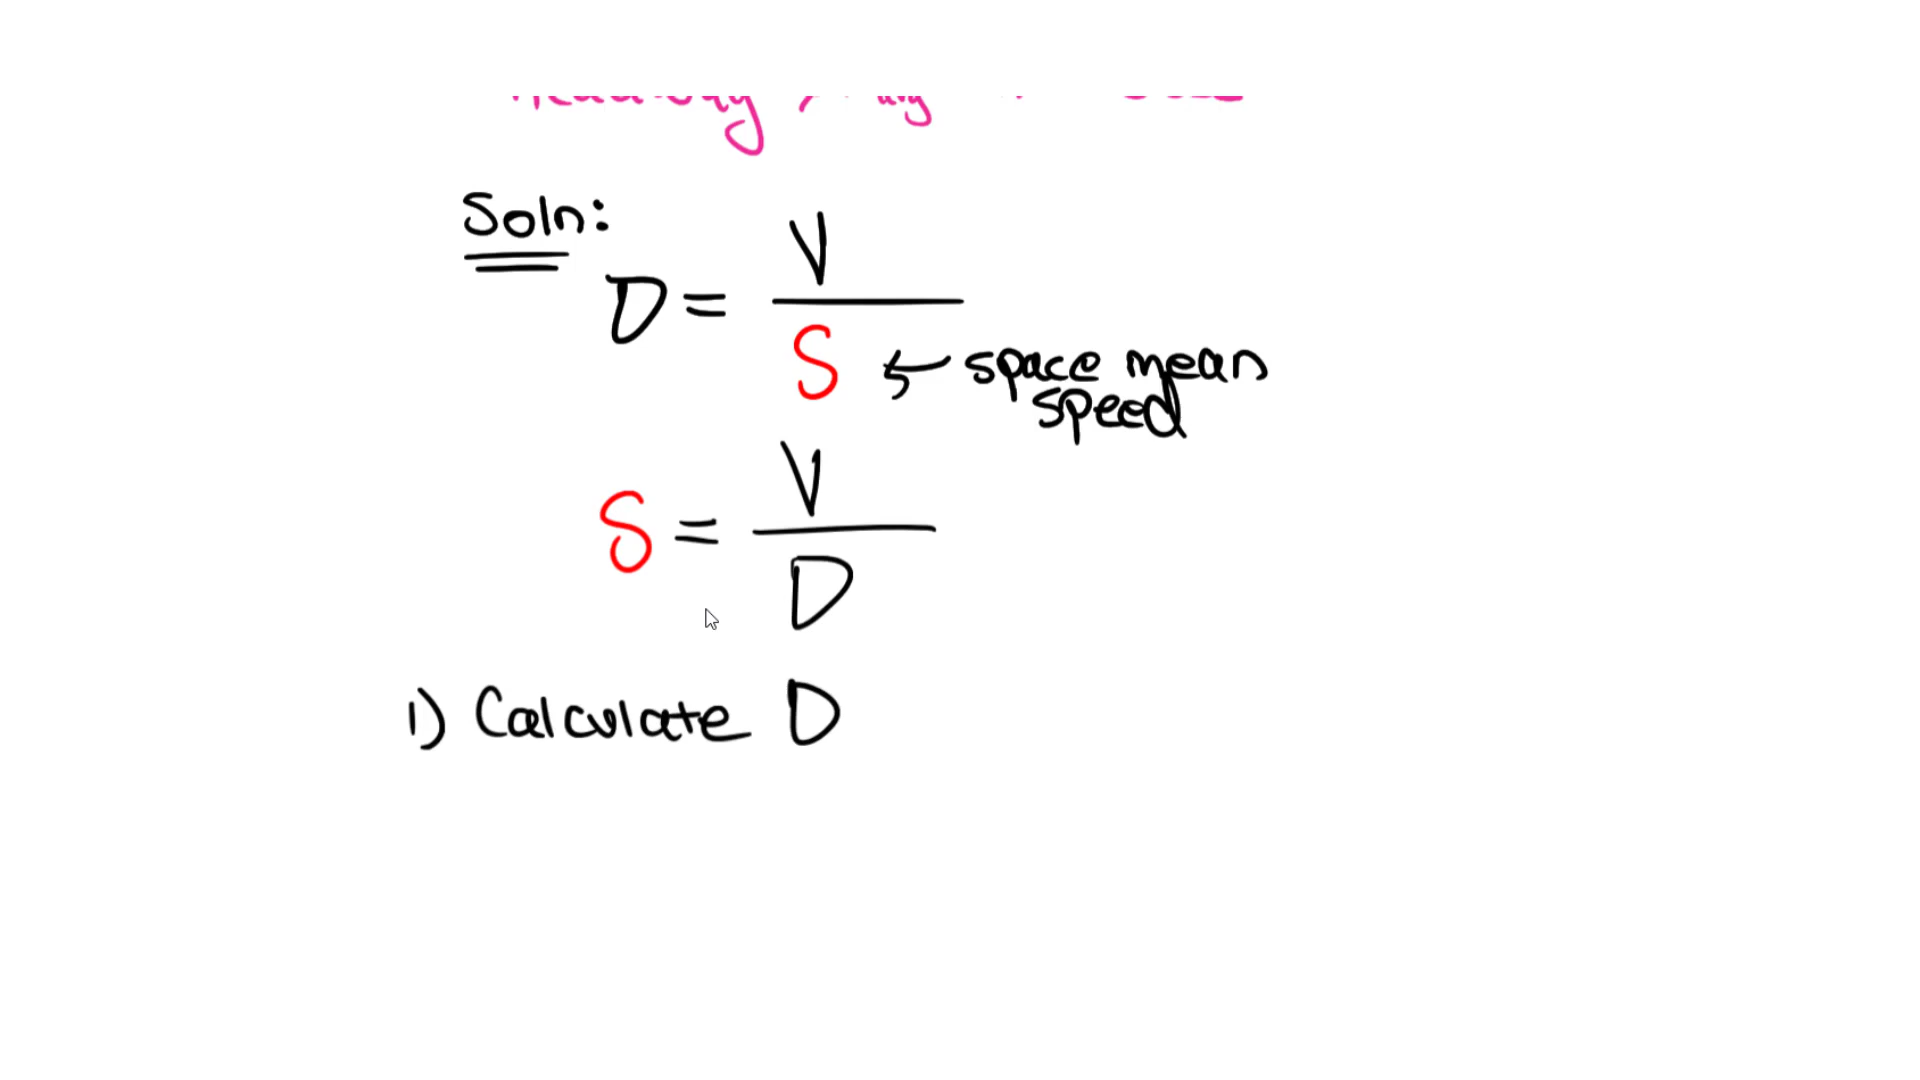 Soln:
D = V
S ← space mean
speed
S = V
D
1) Calculate D